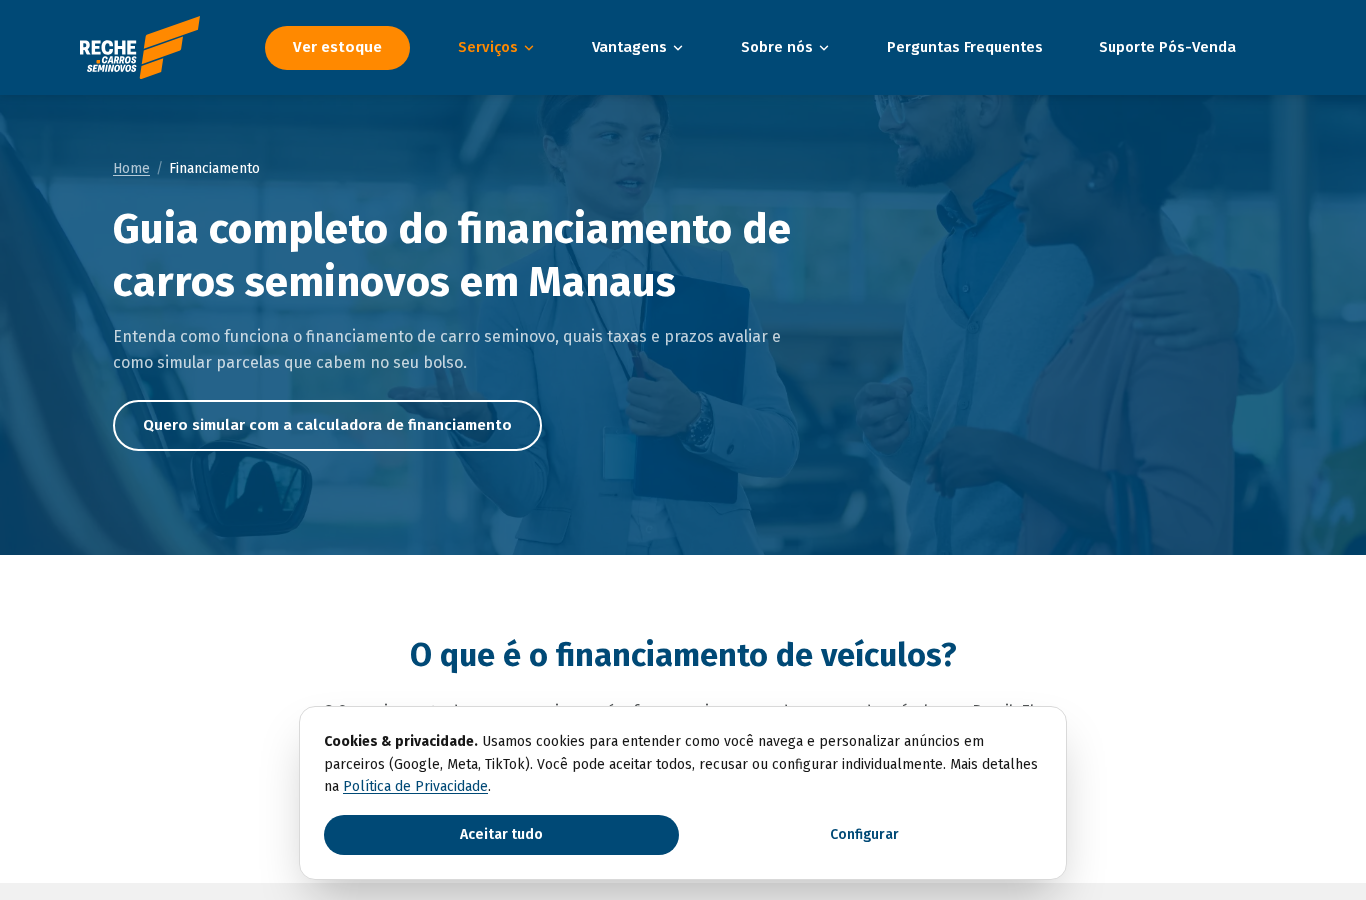 RECHE
CARROS
SEMINOVOS
Ver estoque
Serviços
Vantagens
Sobre nós
Perguntas Frequentes
Suporte Pós-Venda
Home / Financiamento
Guia completo do financiamento de
carros seminovos em Manaus
Entenda como funciona o financiamento de carro seminovo, quais taxas e prazos avaliar e
como simular parcelas que cabem no seu bolso.
Quero simular com a calculadora de financiamento
O que é o financiamento de veículos?
Cookies & privacidade. Usamos cookies para entender como você navega e personalizar anúncios em
parceiros (Google, Meta, TikTok). Você pode aceitar todos, recusar ou configurar individualmente. Mais detalhes
na Política de Privacidade.
Aceitar tudo
Configurar